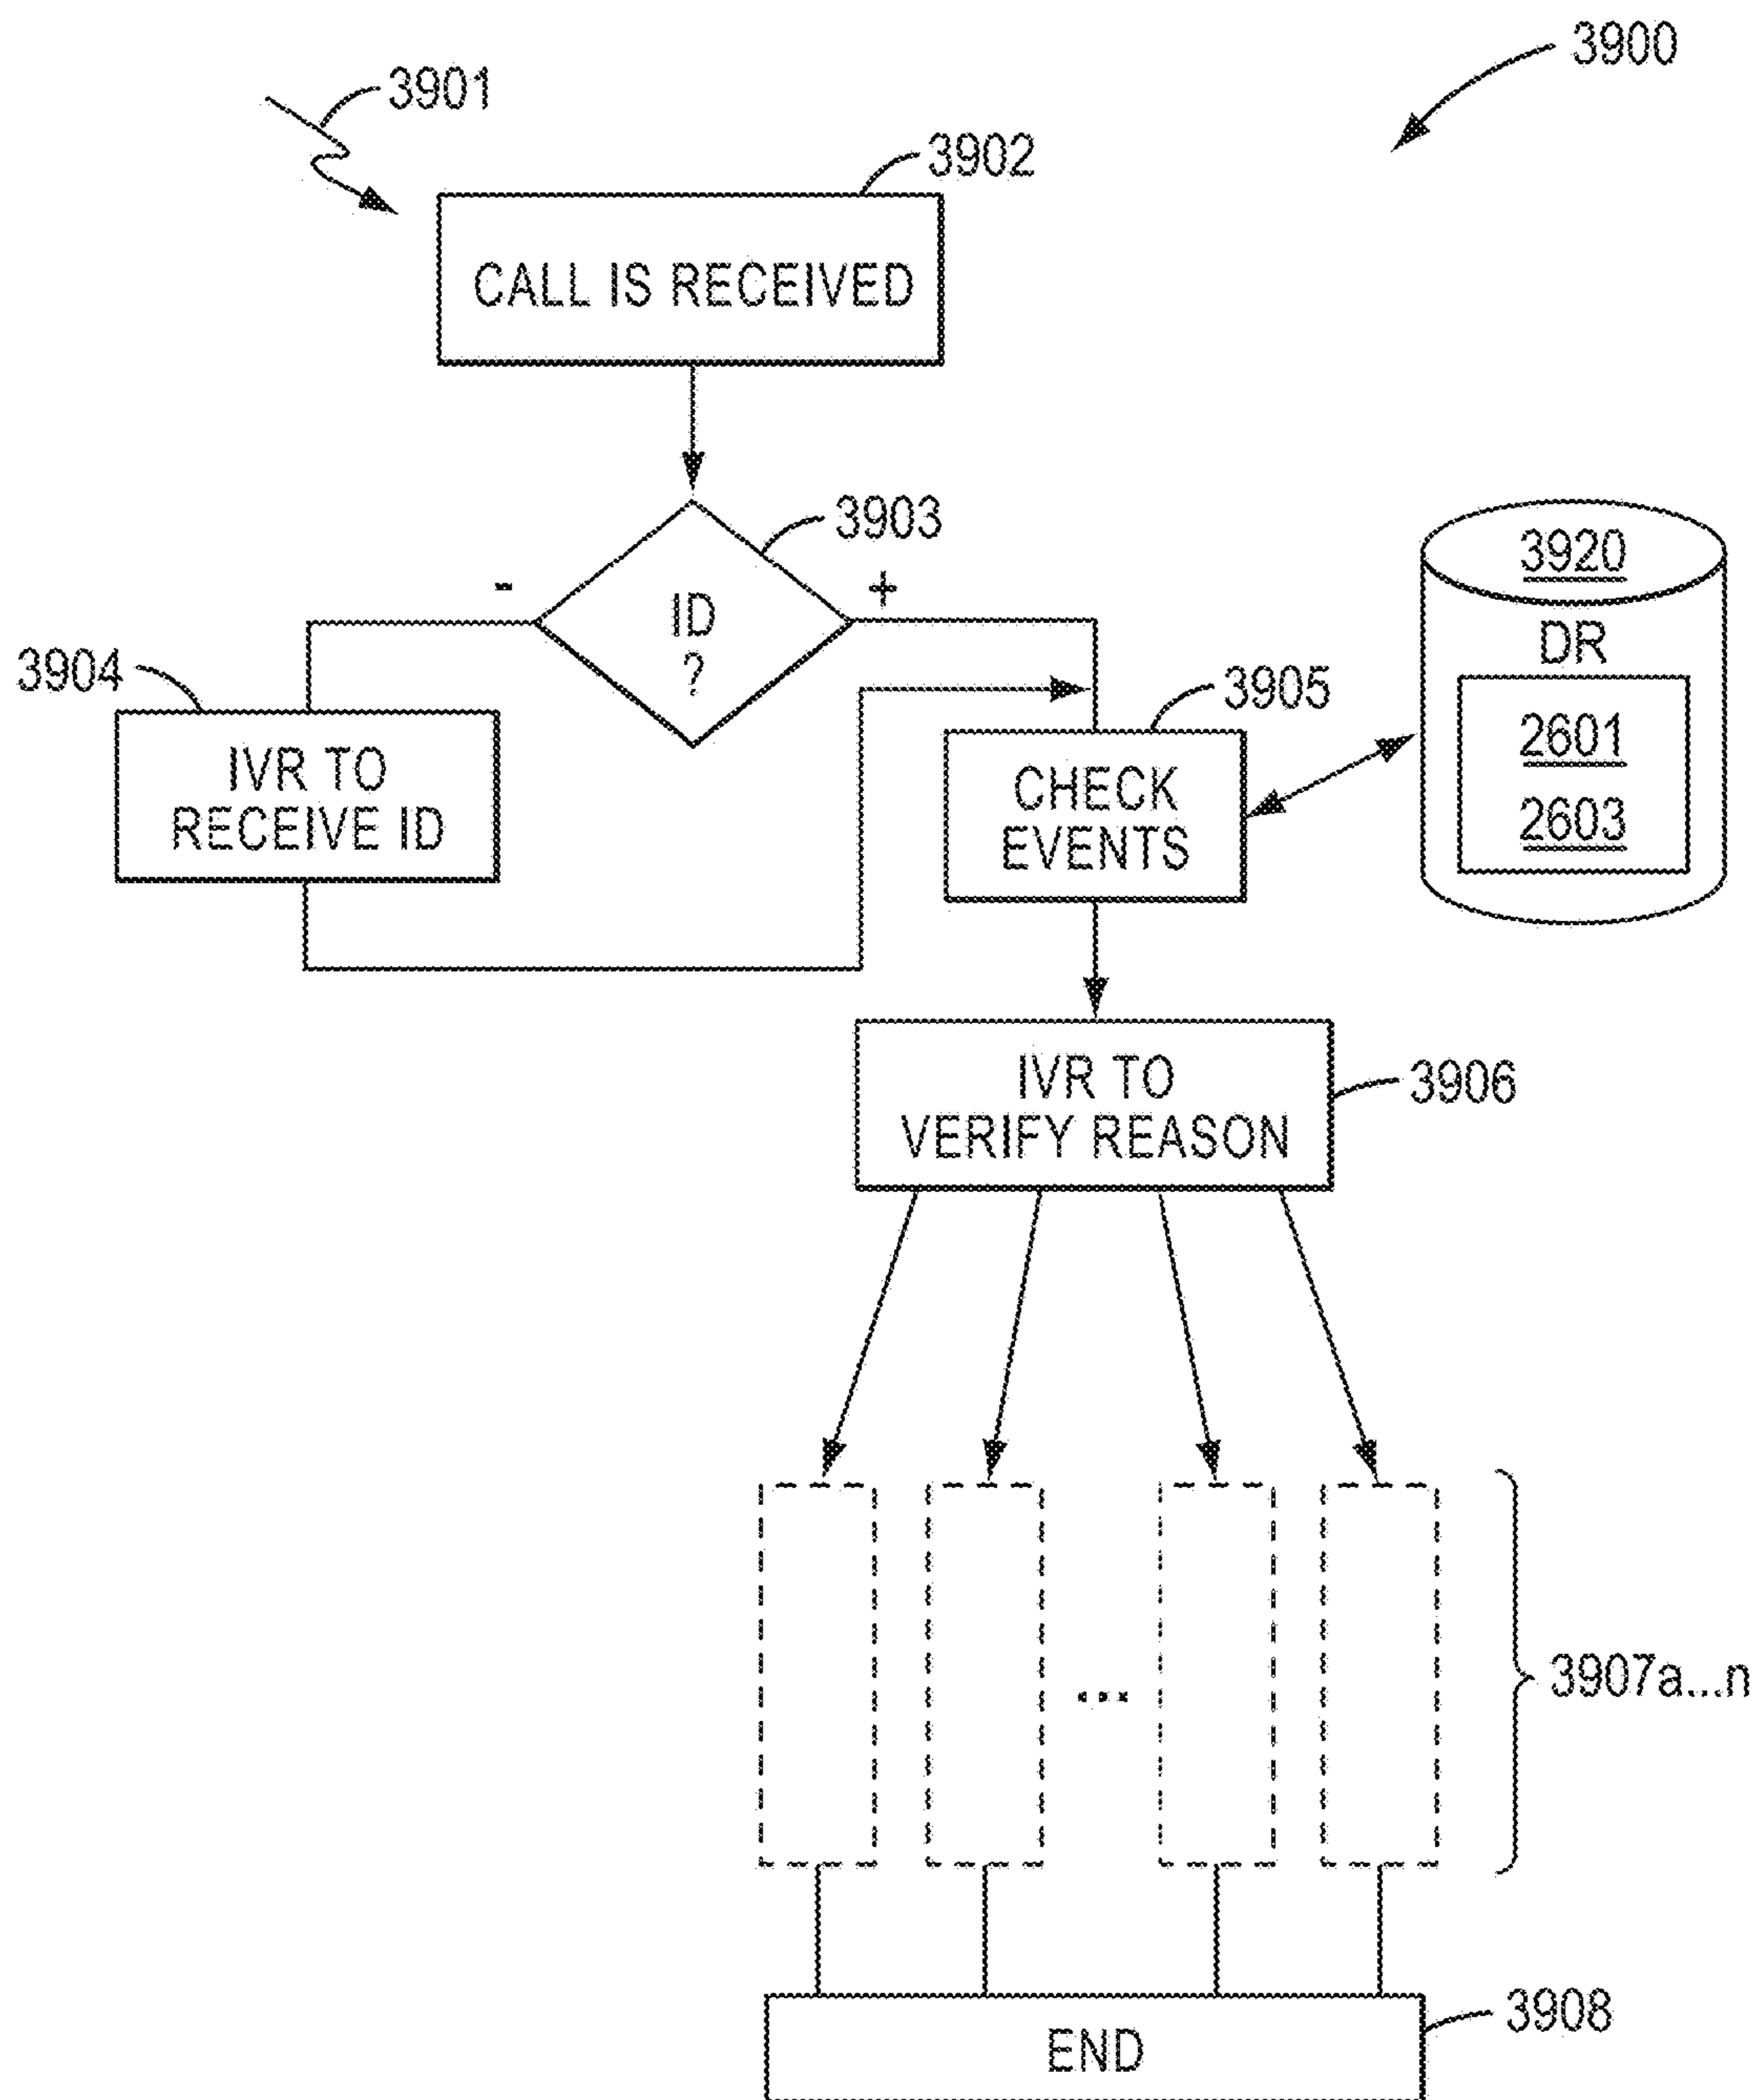 3900
3901
3902
CALL IS RECEIVED
3903
-
+
ID
?
3920
DR
2601
2603
3904
IVR TO
RECEIVE ID
3905
CHECK
EVENTS
IVR TO
VERIFY REASON
3906
...
3907a...n
3908
END